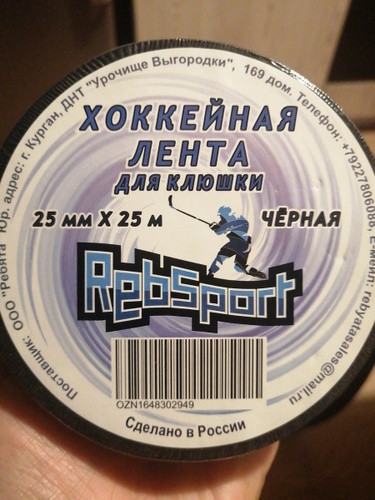 Поставщик: ООО "Ребята" Юр. адрес: г. Курган, ДНТ "Урочище Выгородки", 169 дом. Телефон: +79227806088, Е-меил: rebyatasales@mail.ru
ХОККЕЙНАЯ
ЛЕНТА
ДЛЯ КЛЮШКИ
25 мм Х 25 м ЧЁРНАЯ
RebSport
OZN1648302949
Сделано в России